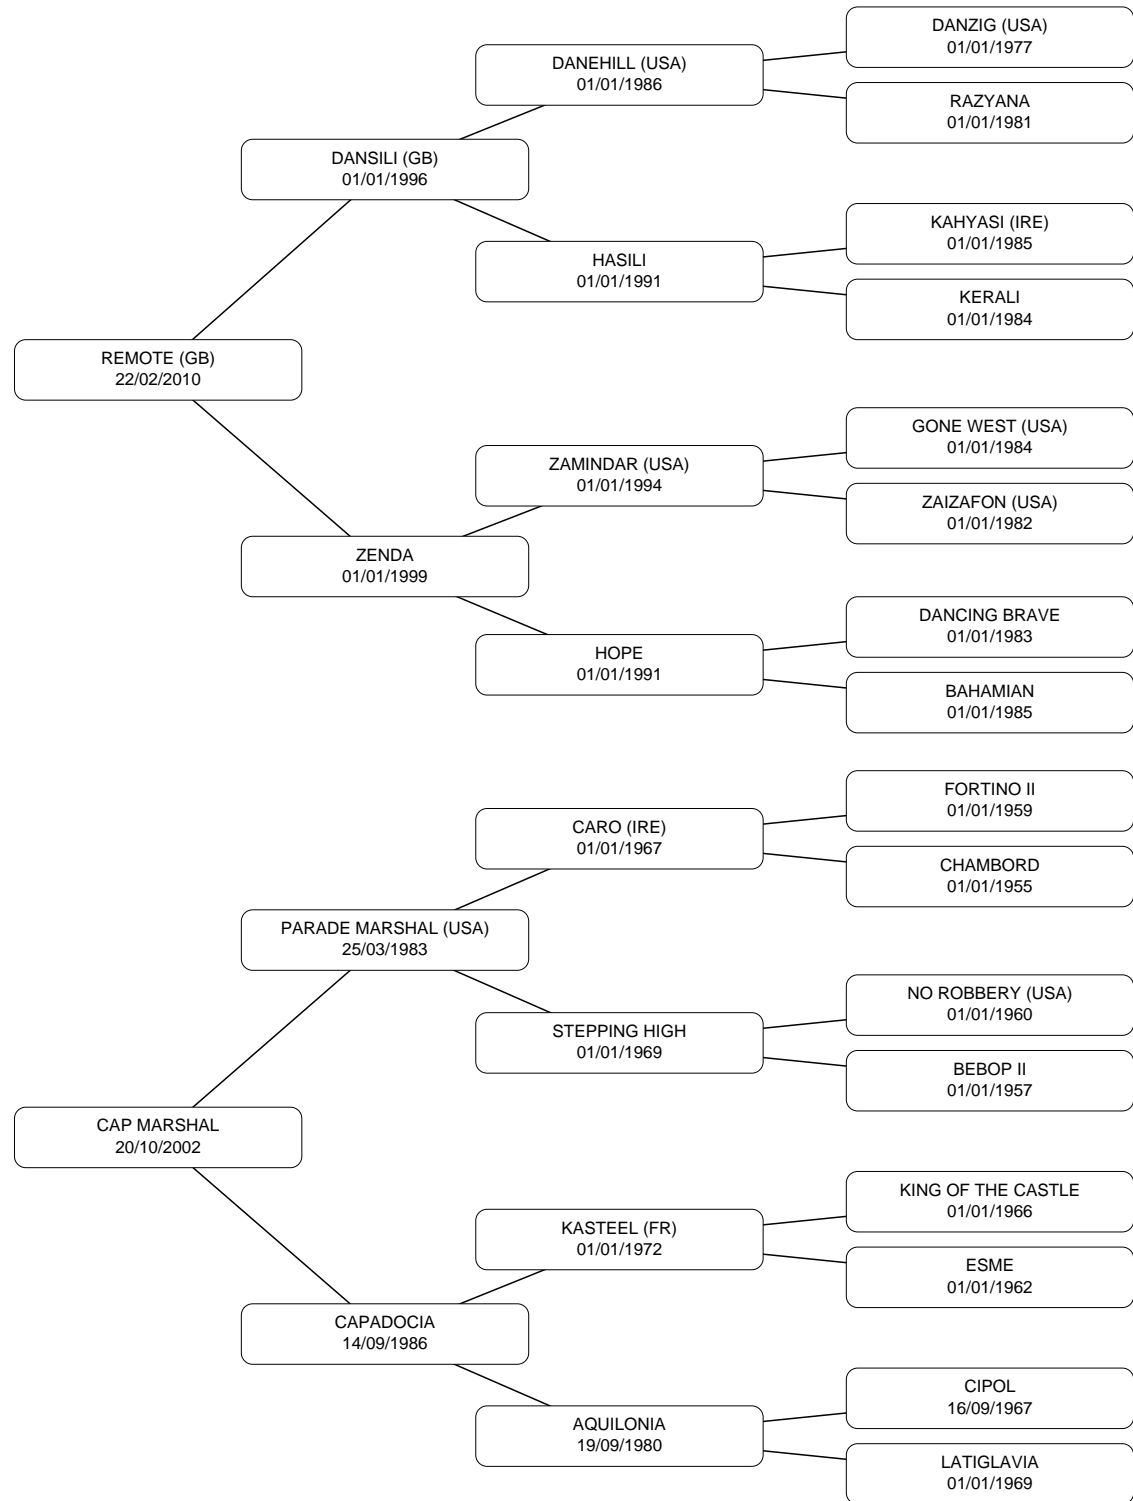 DANZIG (USA)
01/01/1977
DANEHILL (USA)
01/01/1986
RAZYANA
01/01/1981
DANSILI (GB)
01/01/1996
KAHYASI (IRE)
01/01/1985
HASILI
01/01/1991
KERALI
01/01/1984
REMOTE (GB)
22/02/2010
GONE WEST (USA)
01/01/1984
ZAMINDAR (USA)
01/01/1994
ZAIZAFON (USA)
01/01/1982
ZENDA
01/01/1999
DANCING BRAVE
01/01/1983
HOPE
01/01/1991
BAHAMIAN
01/01/1985
FORTINO II
01/01/1959
CARO (IRE)
01/01/1967
CHAMBORD
01/01/1955
PARADE MARSHAL (USA)
25/03/1983
NO ROBBERY (USA)
01/01/1960
STEPPING HIGH
01/01/1969
BEBOP II
01/01/1957
CAP MARSHAL
20/10/2002
KING OF THE CASTLE
01/01/1966
KASTEEL (FR)
01/01/1972
ESME
01/01/1962
CAPADOCIA
14/09/1986
CIPOL
16/09/1967
AQUILONIA
19/09/1980
LATIGLAVIA
01/01/1969